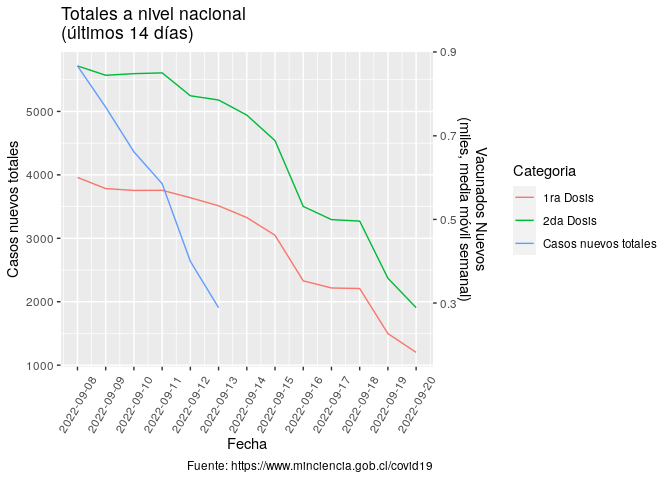 Totales a nivel nacional
(últimos 14 días)
Casos nuevos totales
5000
4000
3000
2000
1000
0.9
0.7
0.5
0.3
Vacunados Nuevos
(miles, media móvil semanal)
2022-09-08
2022-09-09
2022-09-10
2022-09-11
2022-09-12
2022-09-13
2022-09-14
2022-09-15
2022-09-16
2022-09-17
2022-09-18
2022-09-19
2022-09-20
Fecha
Categoria
1ra Dosis
2da Dosis
Casos nuevos totales
Fuente: https://www.minciencia.gob.cl/covid19